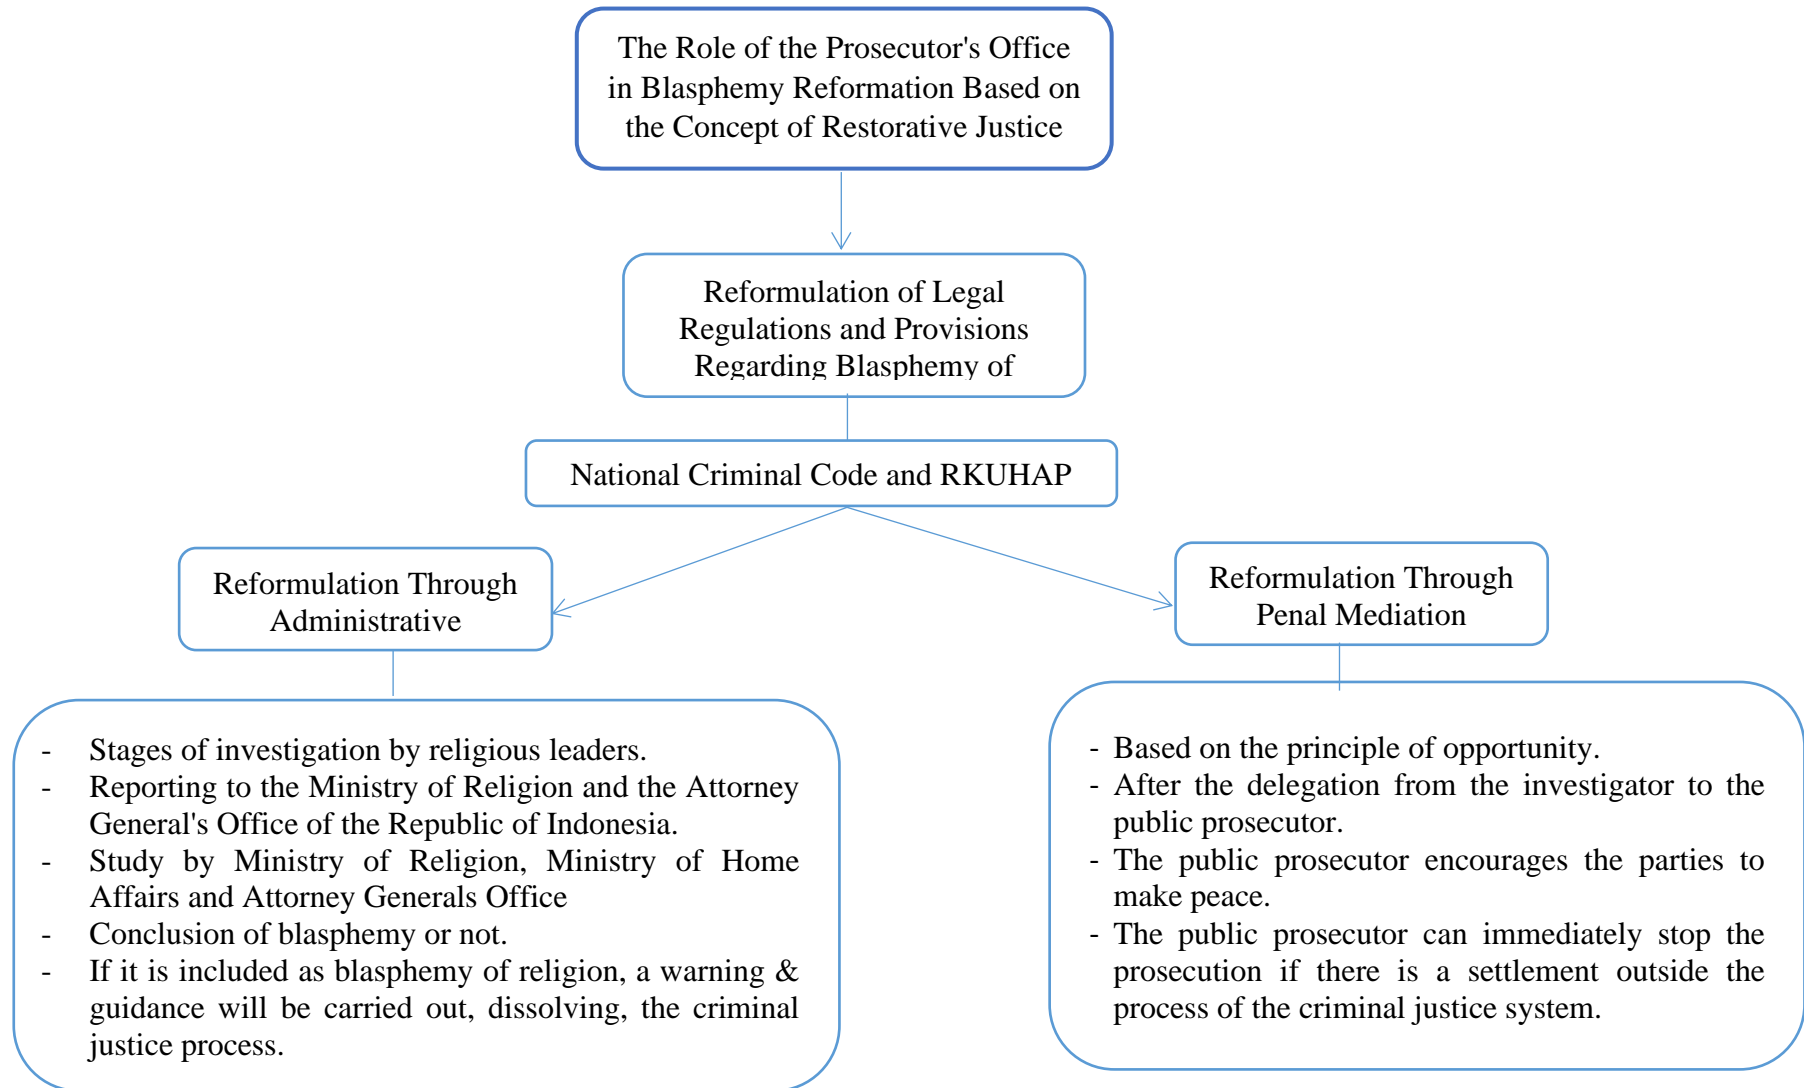 The Role of the Prosecutor's Office
in Blasphemy Reformation Based on
the Concept of Restorative Justice
Reformulation of Legal
Regulations and Provisions
Regarding Blasphemy of
National Criminal Code and RKUHAP
Reformulation Through
Administrative
Reformulation Through
Penal Mediation
- Stages of investigation by religious leaders.
- Reporting to the Ministry of Religion and the Attorney
General's Office of the Republic of Indonesia.
- Study by Ministry of Religion, Ministry of Home
Affairs and Attorney Generals Office
- Conclusion of blasphemy or not.
- If it is included as blasphemy of religion, a warning &
guidance will be carried out, dissolving, the criminal
justice process.
- Based on the principle of opportunity.
- After the delegation from the investigator to the
public prosecutor.
- The public prosecutor encourages the parties to
make peace.
- The public prosecutor can immediately stop the
prosecution if there is a settlement outside the
process of the criminal justice system.